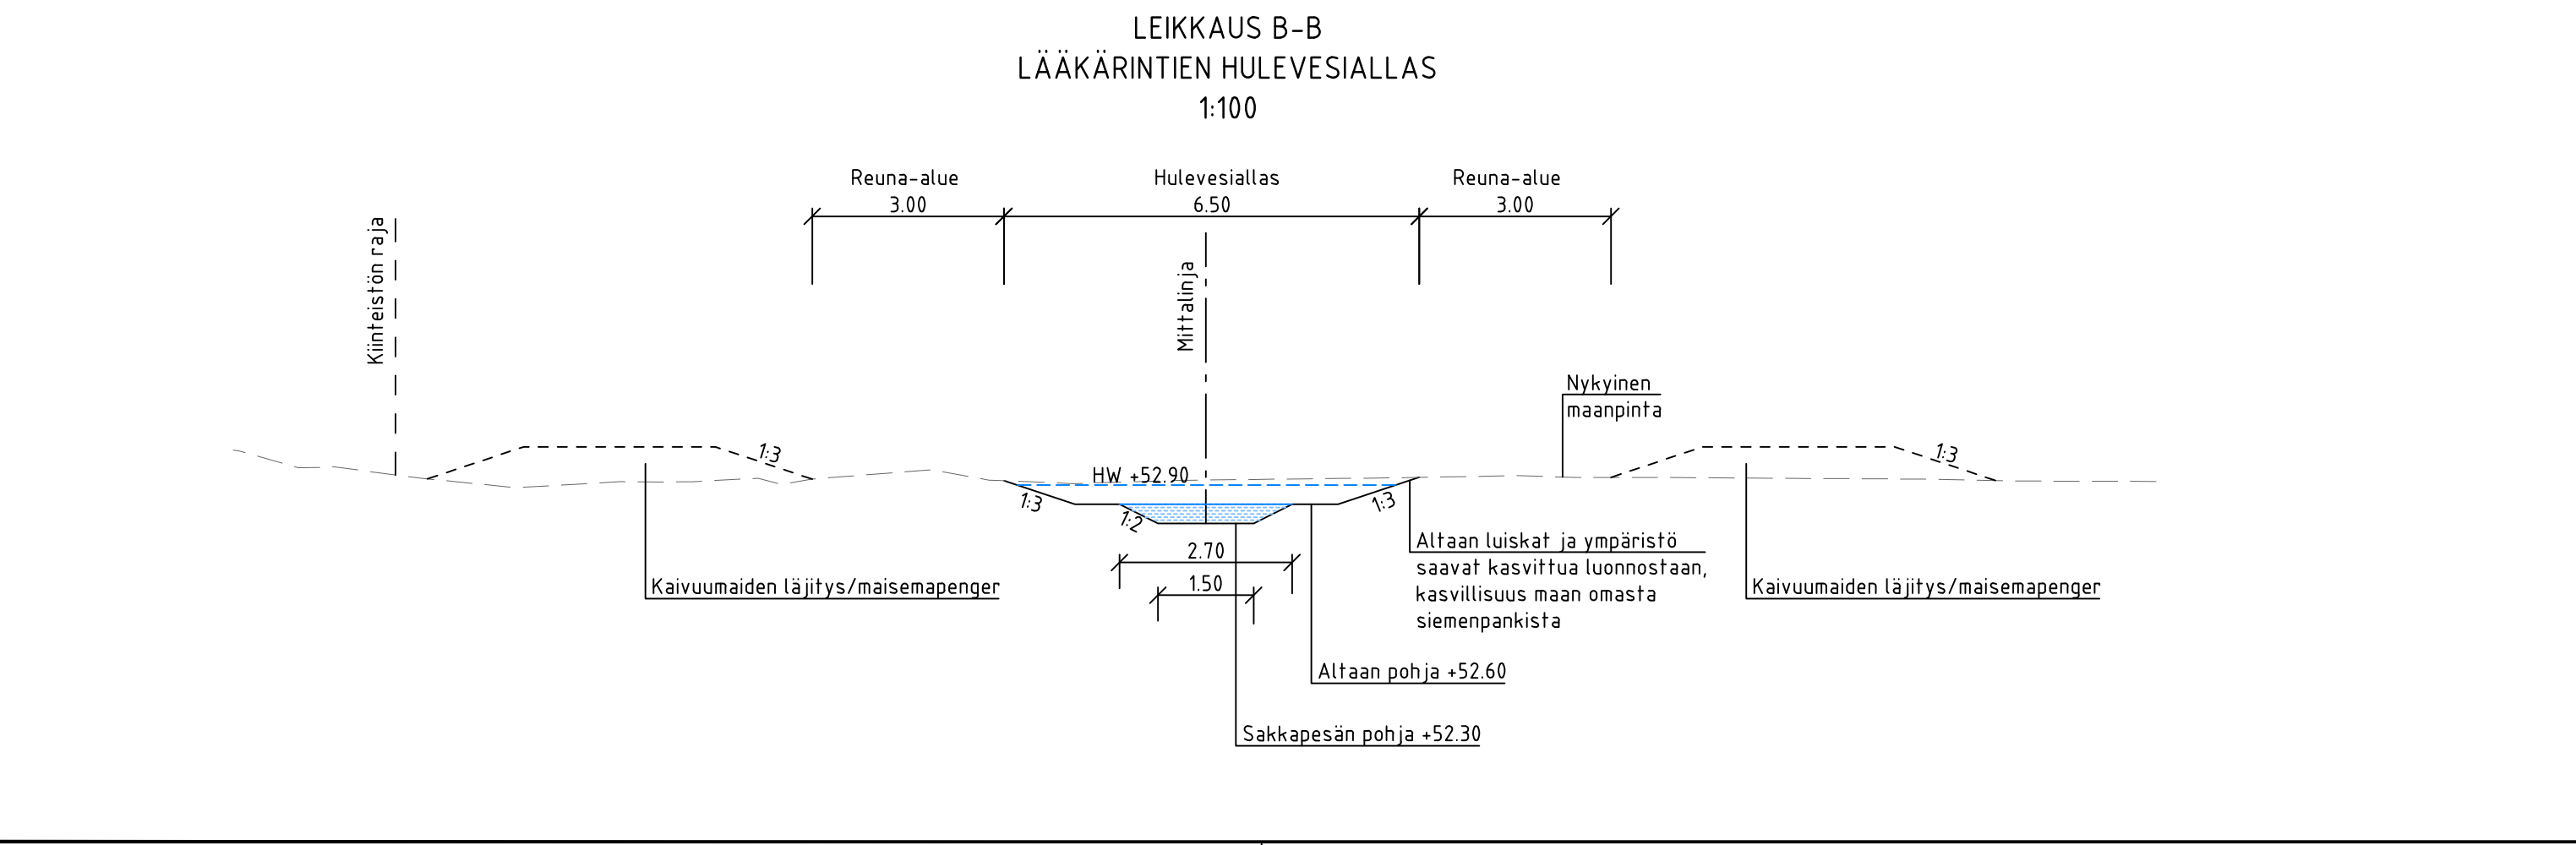 LEIKKAUS B-B
LÄÄKÄRINTIEN HULEVESIALLAS
1:100
Reuna-alue
3.00
Hulevesiallas
6.50
Reuna-alue
3.00
Kiinteistön raja
Mittalinja
Nykyinen
maanpinta
1:3
1:3
HW +52.90
1:3
1:2
1:3
2.70
1.50
Kaivuumaiden läjitys/maisemapenger
Altaan luiskat ja ympäristö
saavat kasvittua luonnostaan,
kasvillisuus maan omasta
siemenpankista
Kaivuumaiden läjitys/maisemapenger
Altaan pohja +52.60
Sakkapesän pohja +52.30